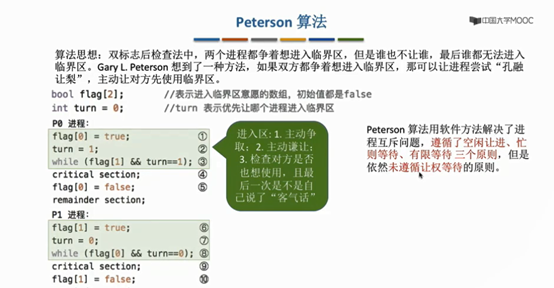 Peterson 算法
中国大学MOOC
算法思想：双标志后检查法中，两个进程都争着想进入临界区，但是谁也不让谁，最后谁都无法进入
临界区。Gary L. Peterson 想到了一种方法，如果双方都争着想进入临界区，那可以让进程尝试“孔融
让梨”，主动让对方先使用临界区。
bool flag[2]; //表示进入临界区意愿的数组，初始值都是false
int turn = 0; //turn 表示优先让哪个进程进入临界区
P0 进程：
flag[0] = true; ①
turn = 1; ②
while (flag[1] && turn==1); ③
critical section; ④
flag[0] = false; ⑤
remainder section;
P1 进程：
flag[1] = true; ⑥
turn = 0; ⑦
while (flag[0] && turn==0); ⑧
critical section; ⑨
flag[1] = false; ⑩
进入区：1. 主动争
取；2. 主动谦让；
3. 检查对方是否
也想使用，且最
后一次是不是自
己说了“客气话”
Peterson 算法用软件方法解决了进
程互斥问题，遵循了空闲让进、忙
则等待、有限等待 三个原则，但是
依然未遵循让权等待的原则。